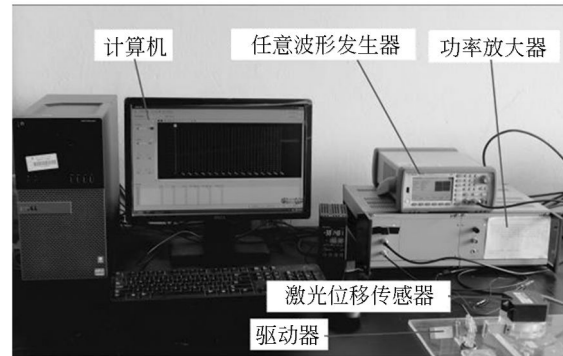 计算机
任意波形发生器
功率放大器
激光位移传感器
驱动器